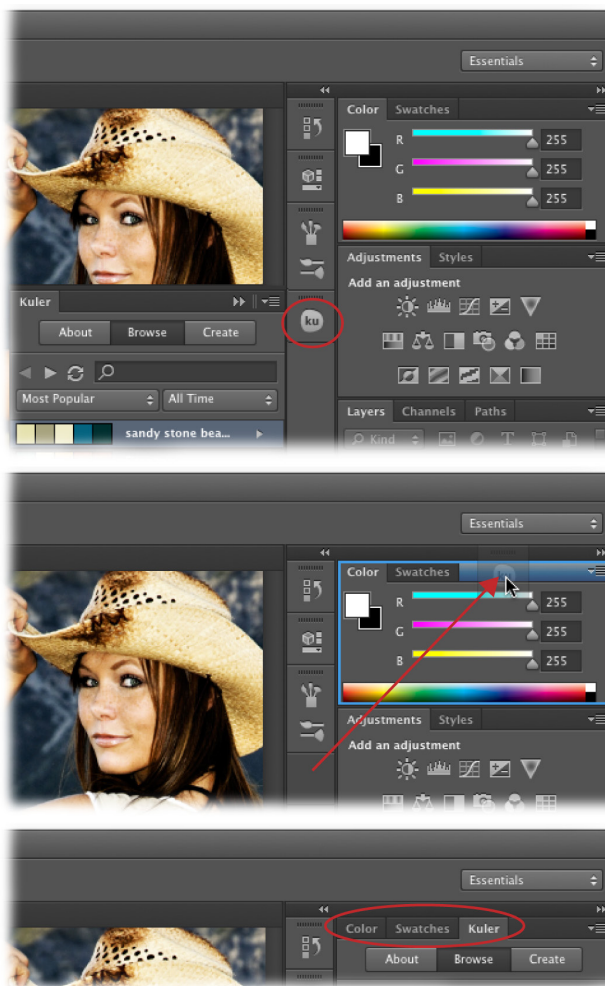 Essentials
Color Swatches
R 255
G 255
B 255
Adjustments Styles
Add an adjustment
Kuler
About Browse Create
ku
Most Popular All Time
sandy stone bea...
Layers Channels Paths
Kind
T
Essentials
Color Swatches
R 255
G 255
B 255
Adjustments Styles
Add an adjustment
Essentials
Color Swatches Kuler
About Browse Create